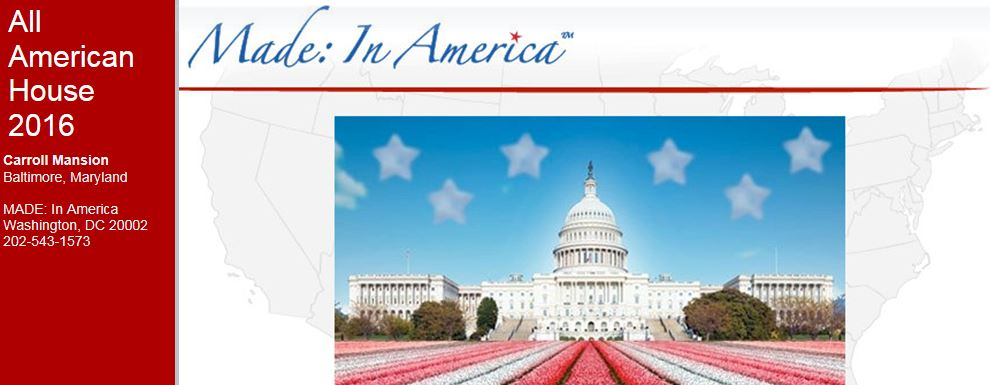 All
American
House
2016
Carroll Mansion
Baltimore, Maryland
MADE: In America
Washington, DC 20002
202-543-1573
Made: In America™